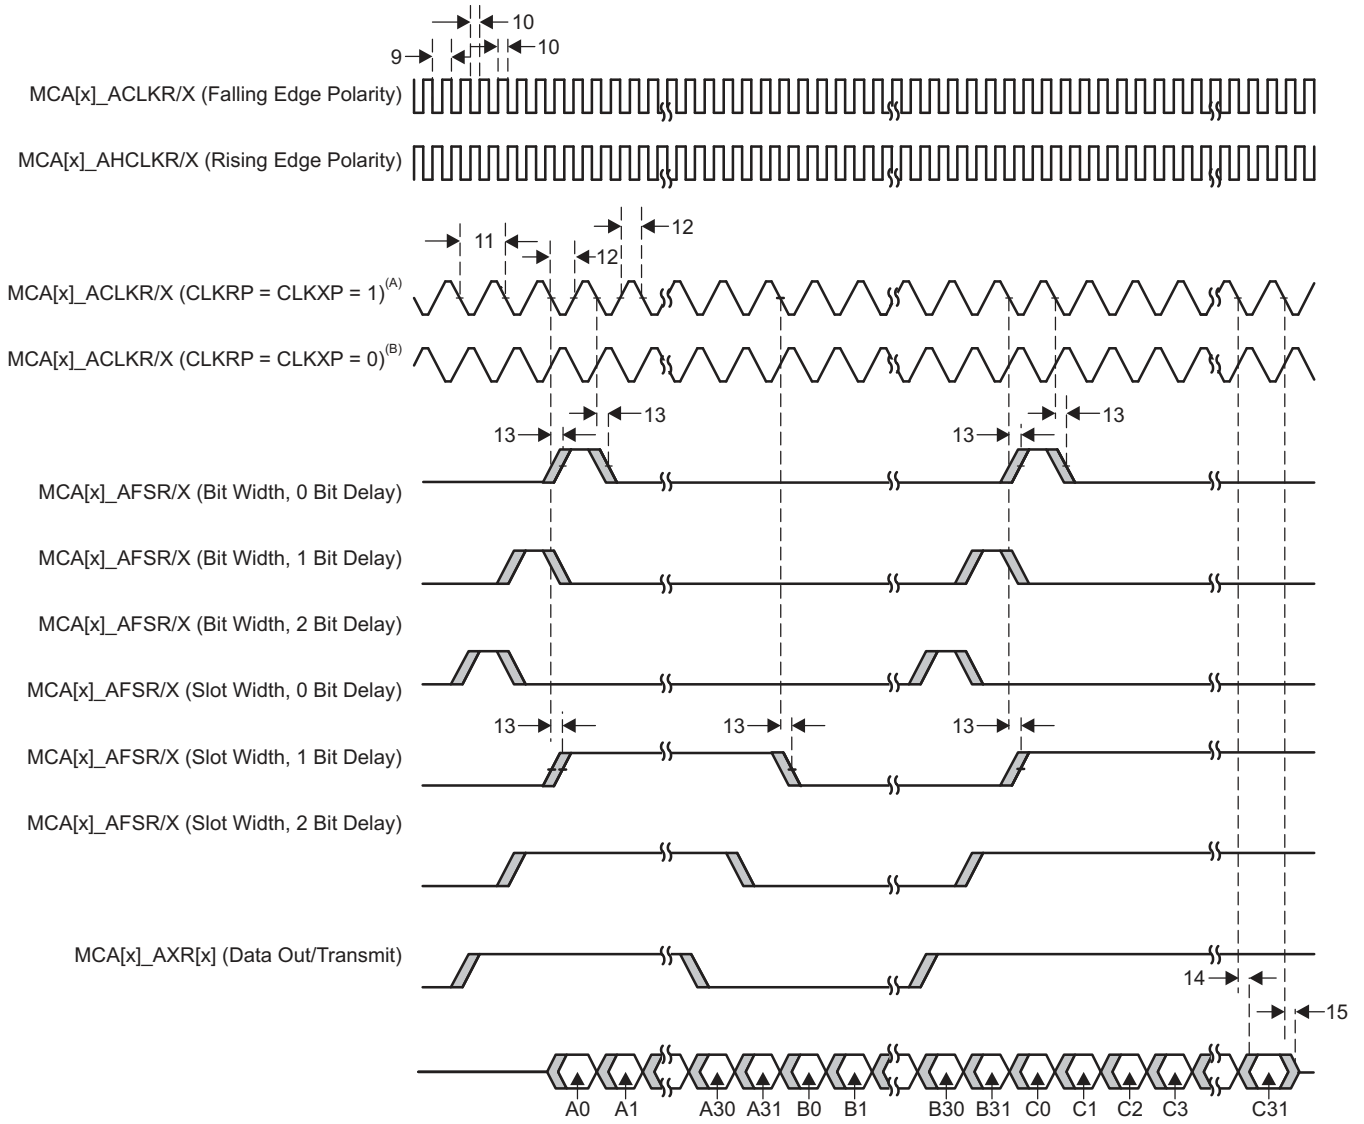 10
10
9
MCA[x]_ACLKR/X (Falling Edge Polarity)
MCA[x]_AHCLKR/X (Rising Edge Polarity)
12
11
12
MCA[x]_ACLKR/X (CLKRP = CLKXP = 1)(A)
MCA[x]_ACLKR/X (CLKRP = CLKXP = 0)(B)
13
13
13
13
MCA[x]_AFSR/X (Bit Width, 0 Bit Delay)
MCA[x]_AFSR/X (Bit Width, 1 Bit Delay)
MCA[x]_AFSR/X (Bit Width, 2 Bit Delay)
MCA[x]_AFSR/X (Slot Width, 0 Bit Delay)
13
13
13
MCA[x]_AFSR/X (Slot Width, 1 Bit Delay)
MCA[x]_AFSR/X (Slot Width, 2 Bit Delay)
MCA[x]_AXR[x] (Data Out/Transmit)
14
15
A0 A1 A30 A31 B0 B1 B30 B31 C0 C1 C2 C3 C31